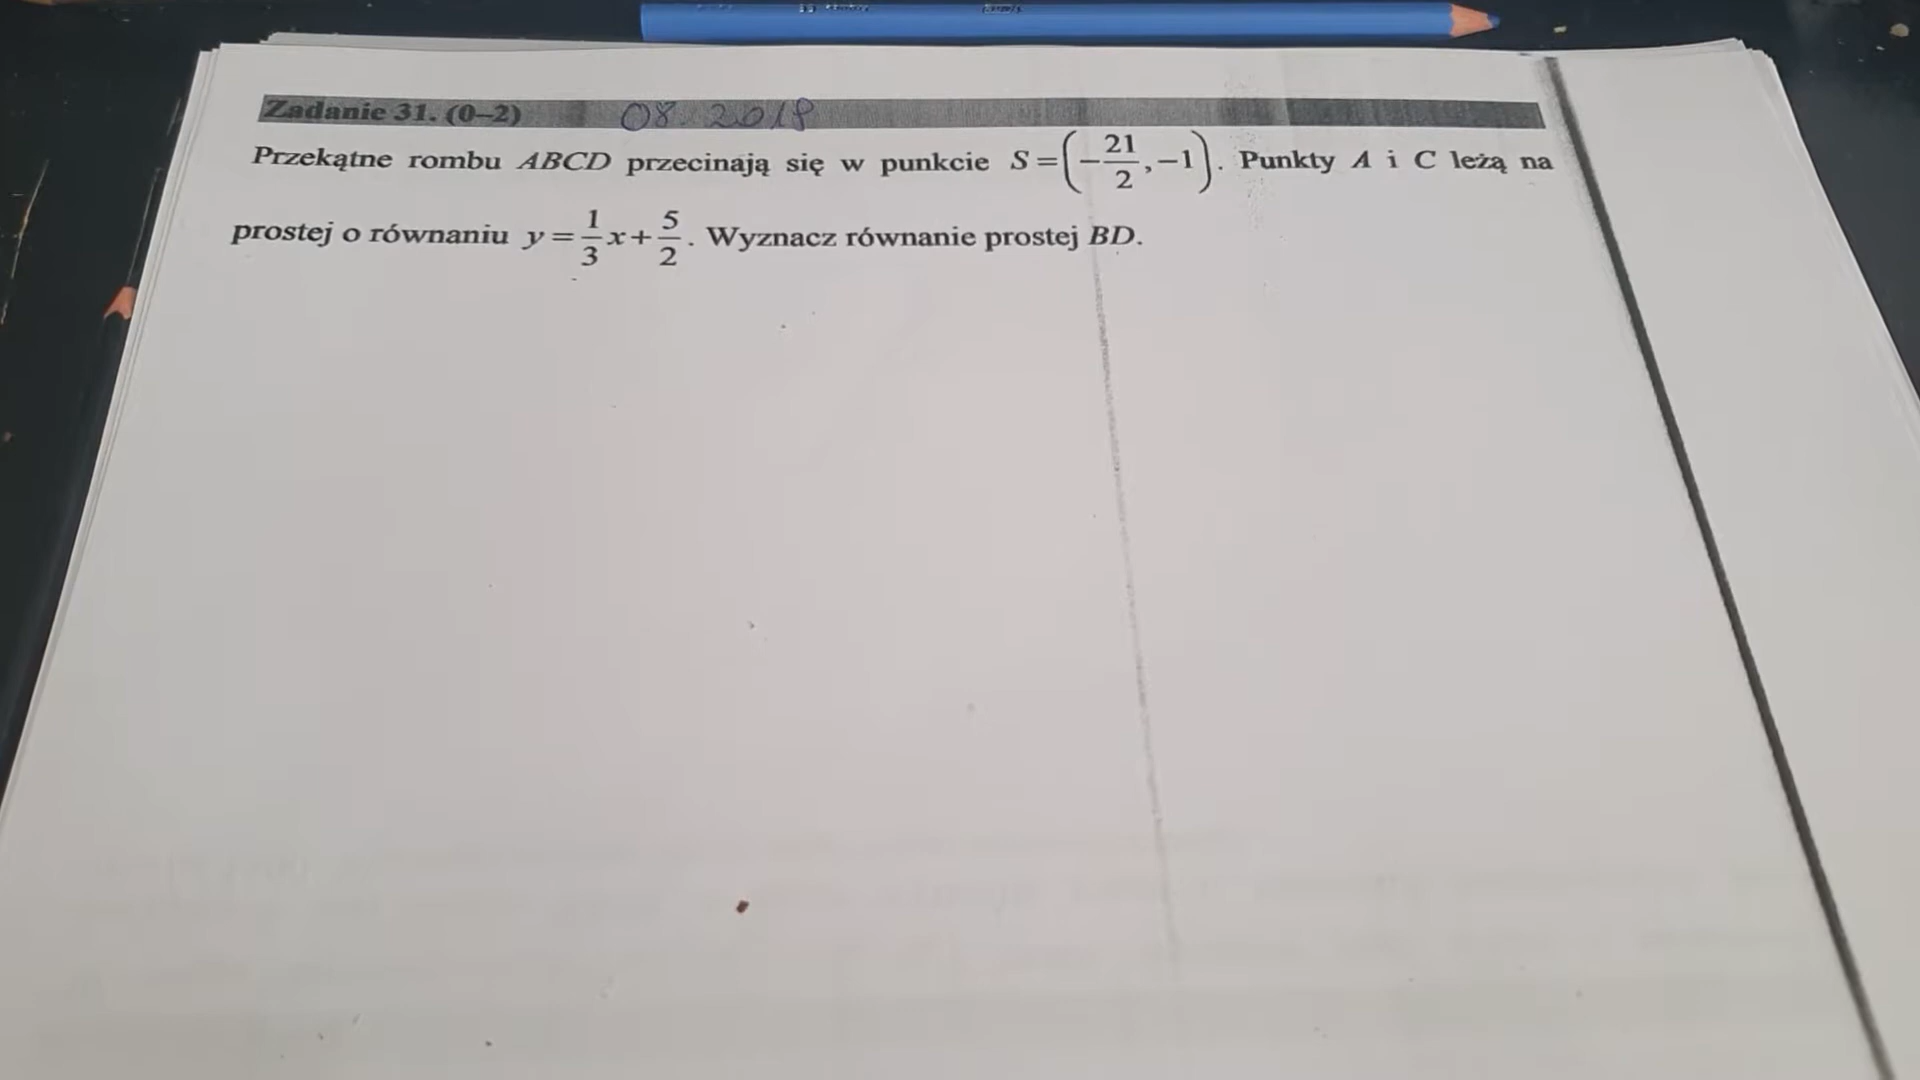 Zadanie 31. (0–2) 08.2018
Przekątne rombu ABCD przecinają się w punkcie S=(-21/2,-1). Punkty A i C leżą na
prostej o równaniu y=1/3x+5/2. Wyznacz równanie prostej BD.